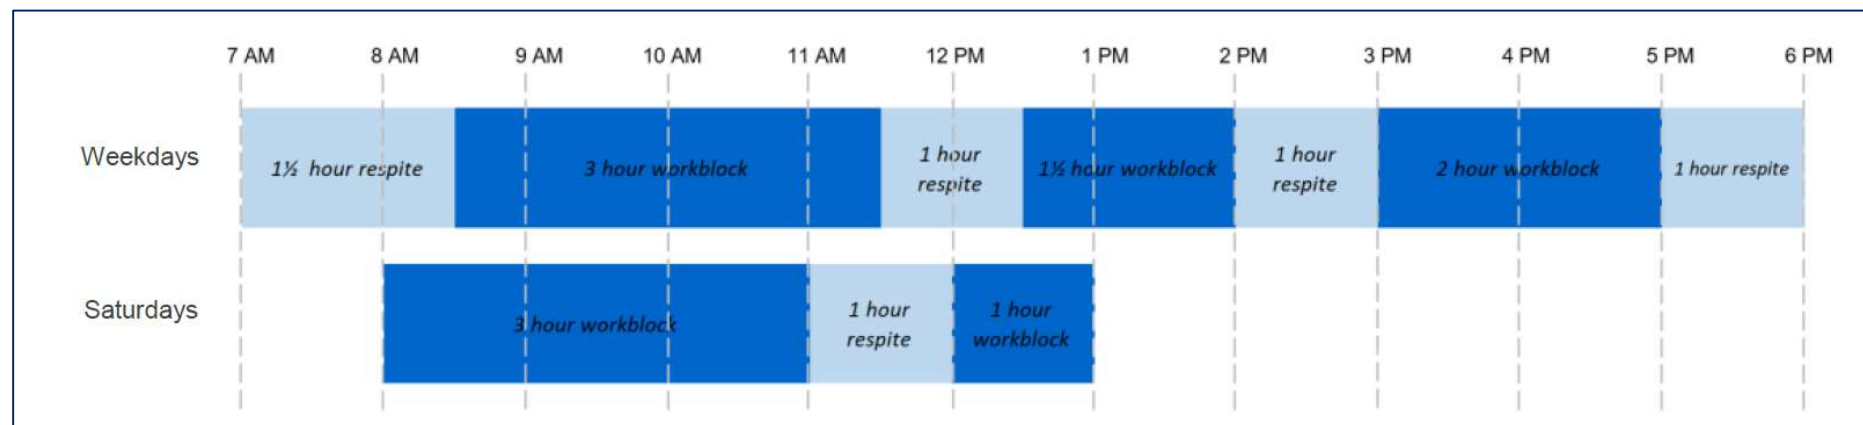 7 AM 8 AM 9 AM 10 AM 11 AM 12 PM 1 PM 2 PM 3 PM 4 PM 5 PM 6 PM
Weekdays
1½ hour respite
3 hour workblock
1 hour
respite
1½ hour workblock
1 hour
respite
2 hour workblock
1 hour respite
Saturdays
3 hour workblock
1 hour
respite
1 hour
workblock